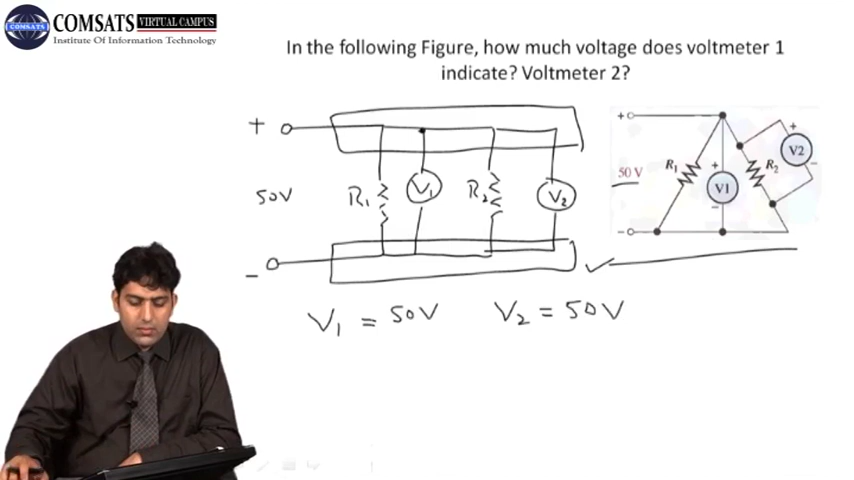 COMSATS VIRTUAL CAMPUS
Institute Of Information Technology
COMSATS
In the following Figure, how much voltage does voltmeter 1
indicate? Voltmeter 2?
+
50V
-
R1
V1
R2
V2
+
50 V
-
R1
+
V1
-
R2
+
V2
-
V1 = 50V
V2 = 50V